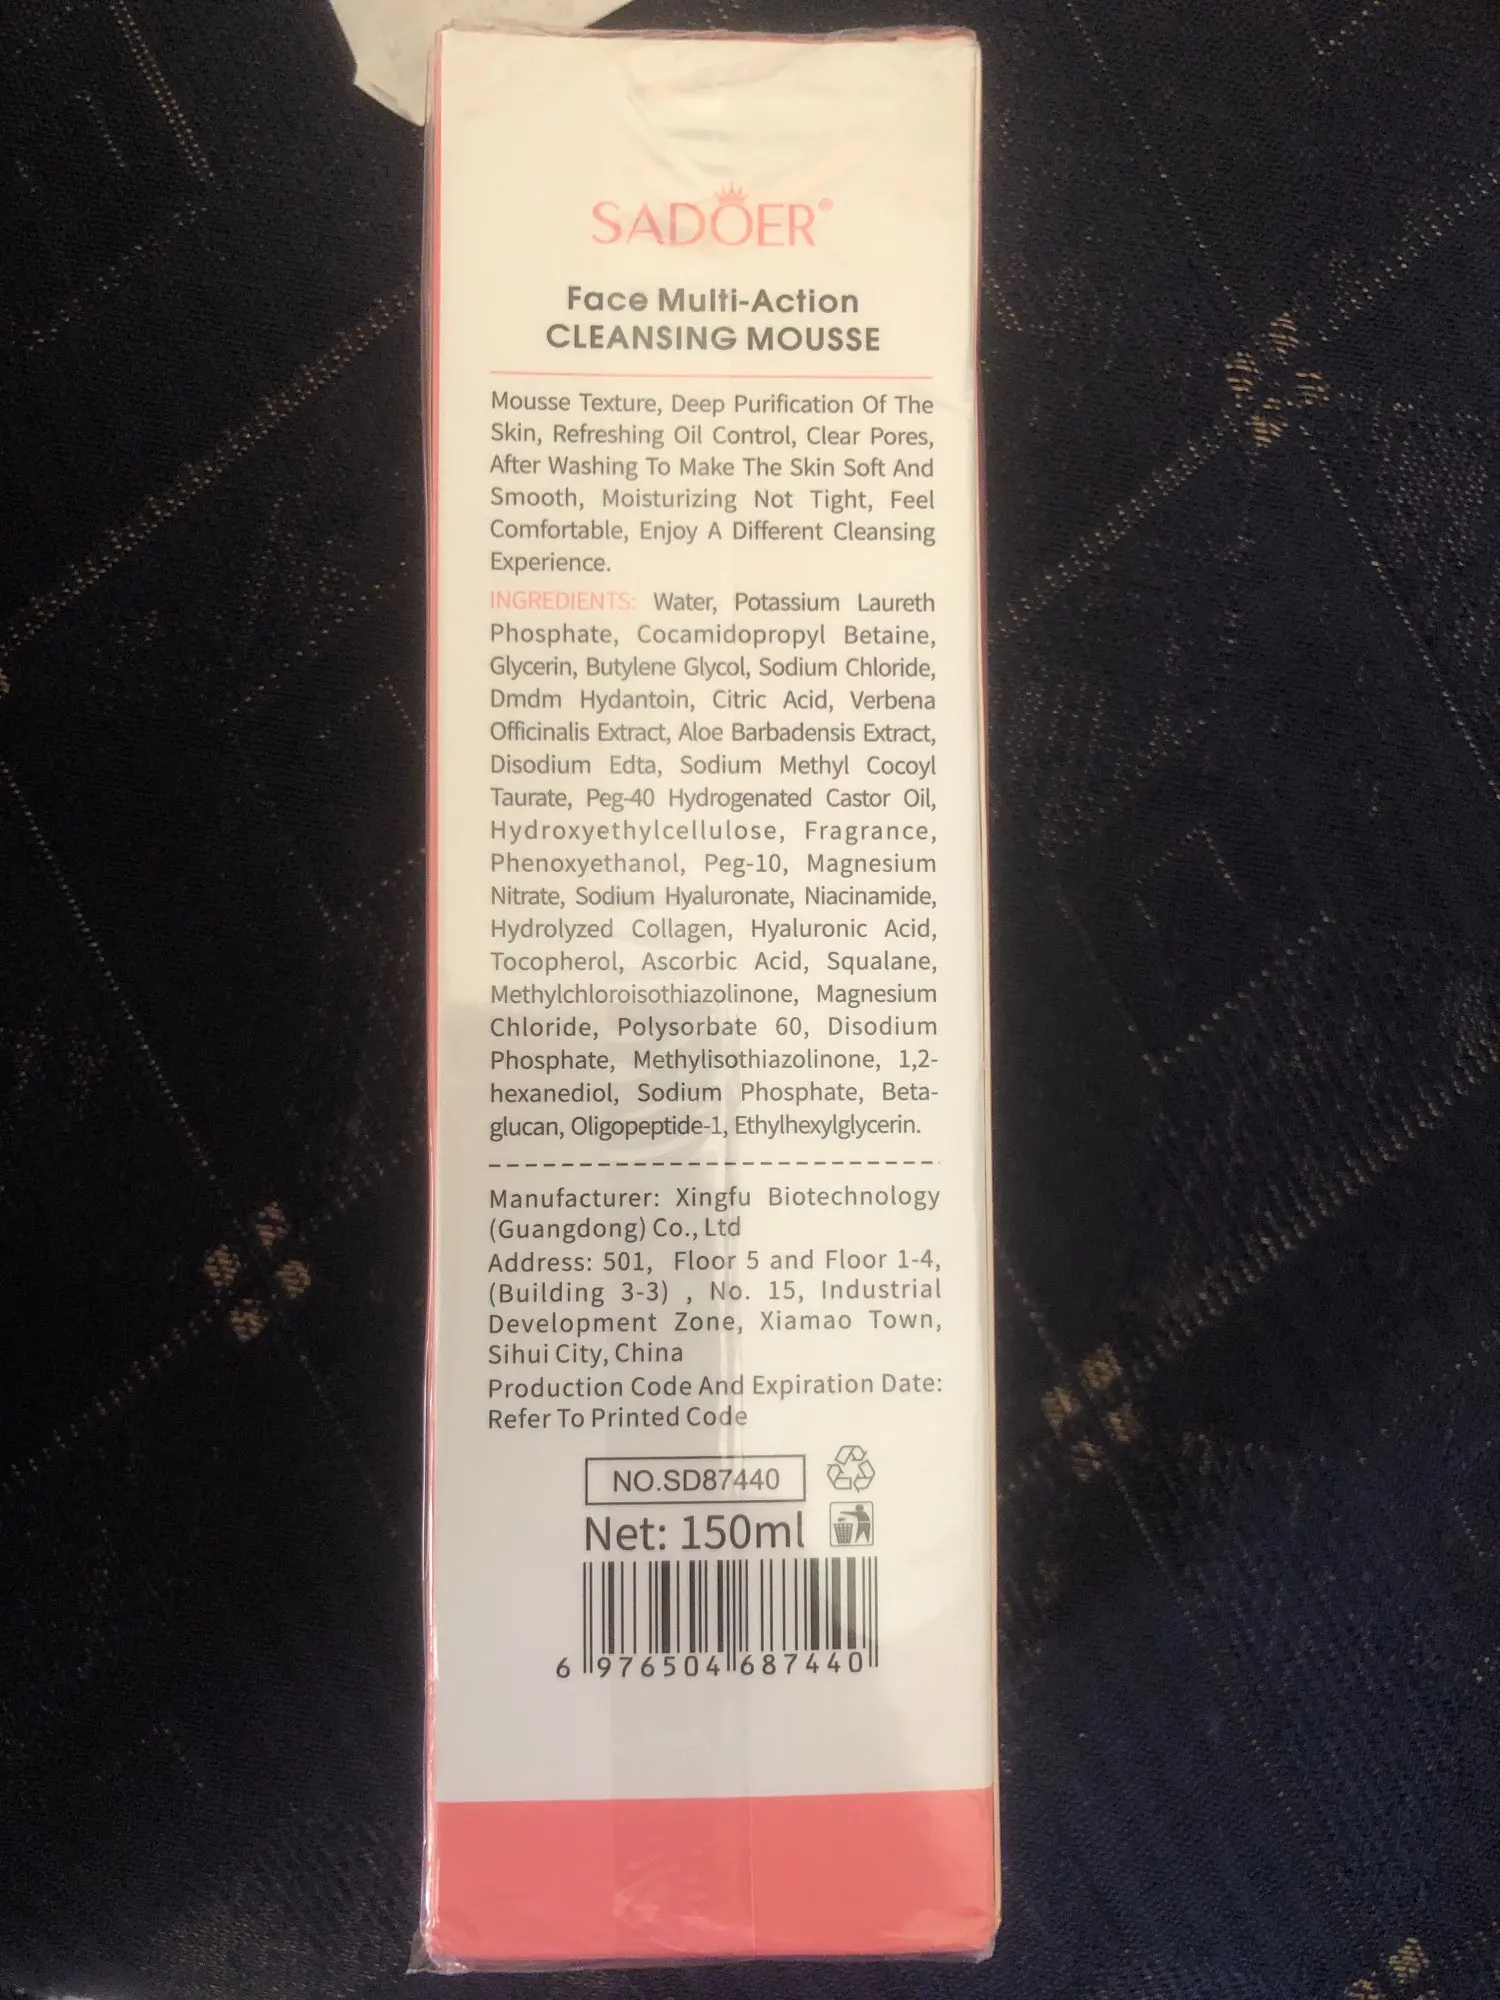 SADOER®
Face Multi-Action
CLEANSING MOUSSE
Mousse Texture, Deep Purification Of The
Skin, Refreshing Oil Control, Clear Pores,
After Washing To Make The Skin Soft And
Smooth, Moisturizing Not Tight, Feel
Comfortable, Enjoy A Different Cleansing
Experience.
INGREDIENTS: Water, Potassium Laureth
Phosphate, Cocamidopropyl Betaine,
Glycerin, Butylene Glycol, Sodium Chloride,
Dmdm Hydantoin, Citric Acid, Verbena
Officinalis Extract, Aloe Barbadensis Extract,
Disodium Edta, Sodium Methyl Cocoyl
Taurate, Peg-40 Hydrogenated Castor Oil,
Hydroxyethylcellulose, Fragrance,
Phenoxyethanol, Peg-10, Magnesium
Nitrate, Sodium Hyaluronate, Niacinamide,
Hydrolyzed Collagen, Hyaluronic Acid,
Tocopherol, Ascorbic Acid, Squalane,
Methylchloroisothiazolinone, Magnesium
Chloride, Polysorbate 60, Disodium
Phosphate, Methylisothiazolinone, 1,2-
hexanediol, Sodium Phosphate, Beta-
glucan, Oligopeptide-1, Ethylhexylglycerin.
Manufacturer: Xingfu Biotechnology
(Guangdong) Co., Ltd
Address: 501, Floor 5 and Floor 1-4,
(Building 3-3) , No. 15, Industrial
Development Zone, Xiamao Town,
Sihui City, China
Production Code And Expiration Date:
Refer To Printed Code
NO.SD87440
Net: 150ml
6 976504 687440